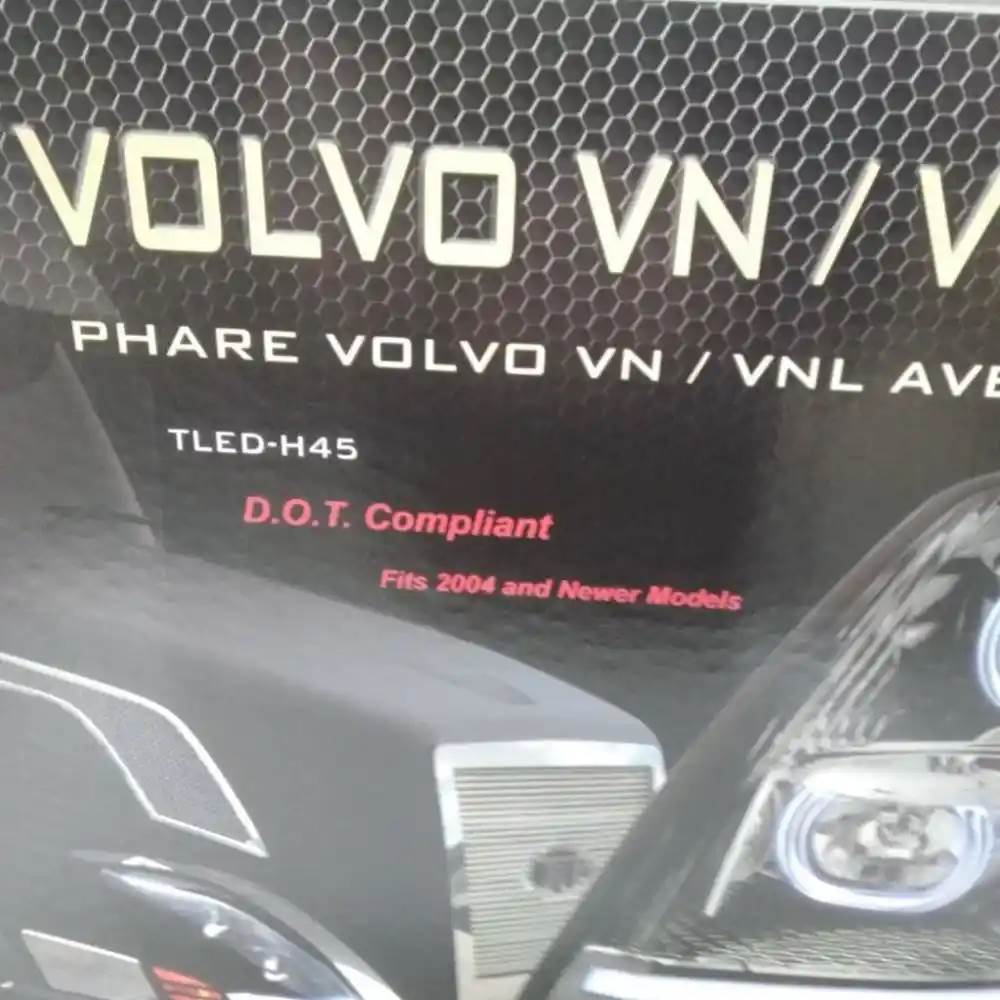 VOLVO VN / V
PHARE VOLVO VN / VNL AVE
TLED-H45
D.O.T. Compliant
Fits 2004 and Newer Models